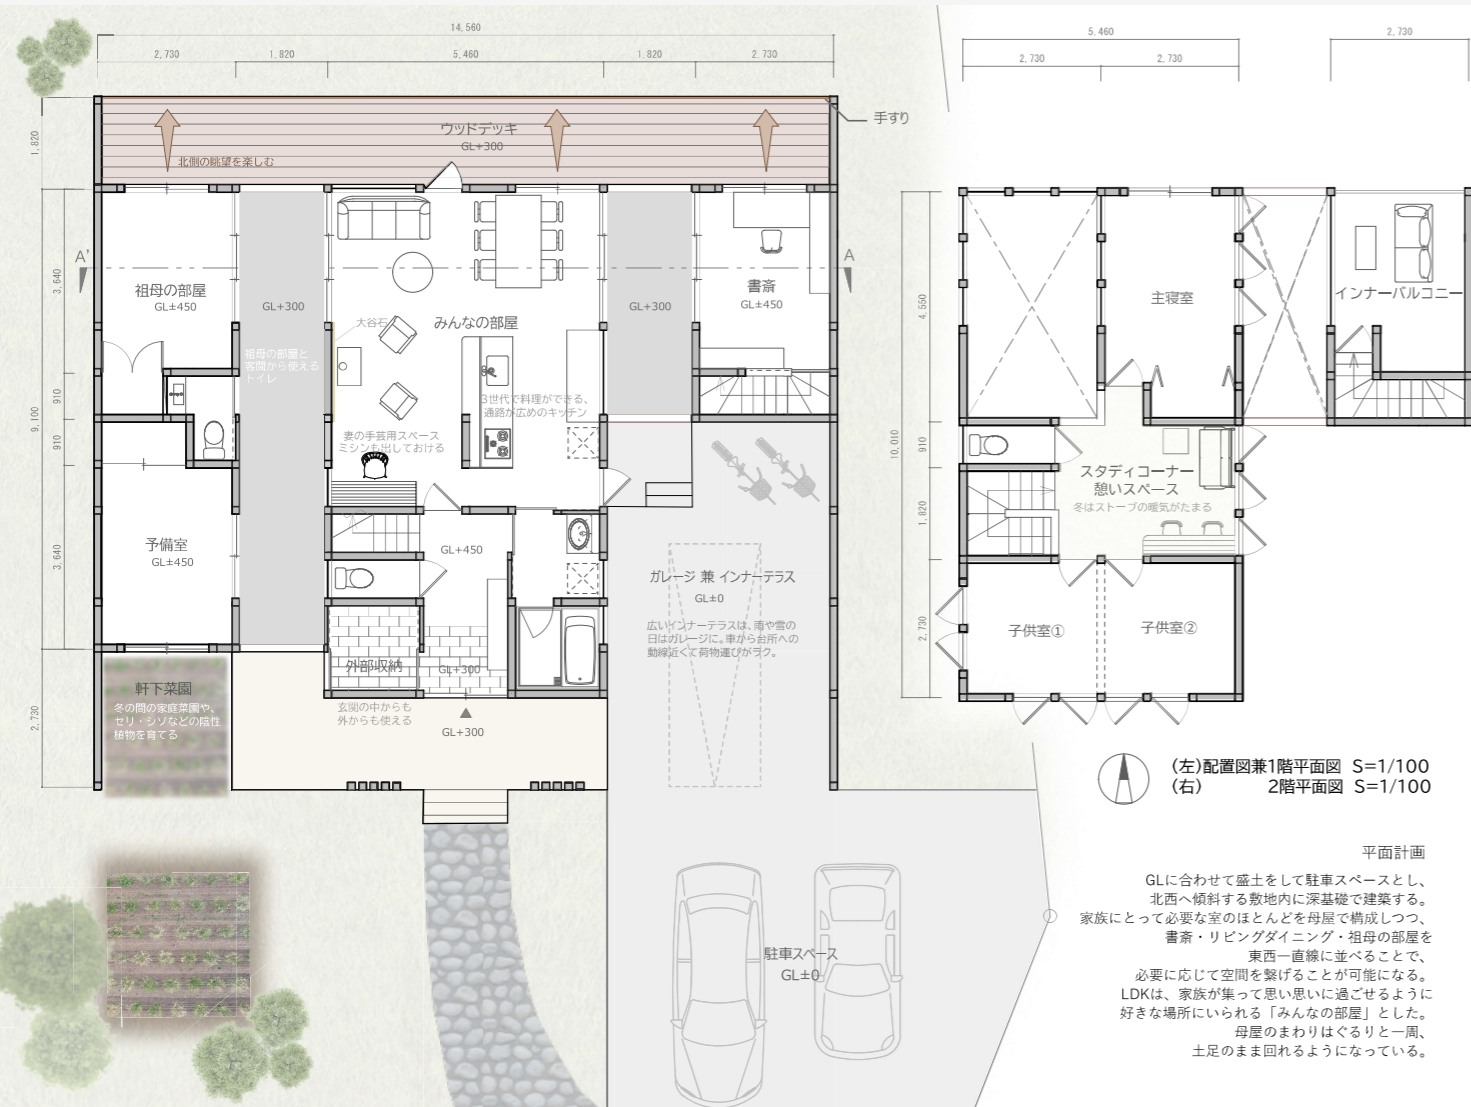 14,560
2,730
1,820
5,460
1,820
2,730
5,460
2,730
2,730
2,730
手すり
ウッドデッキ
GL+300
北側の眺望を楽しむ
1,820
3,640
910
910
3,640
9,100
2,730
A'
A
祖母の部屋
GL±450
GL+300
祖母の部屋と
客間から使える
トイレ
大谷石
みんなの部屋
3世代で料理ができる、
通路が広めのキッチン
妻の手芸用スペース
ミシンも出しておける
GL+300
書斎
GL±450
予備室
GL±450
GL+450
ガレージ 兼 インナーテラス
GL±0
広いインナーテラスは、雨や雪の
日はガレージに。車から台所への
動線近くて荷物運びがラク。
外部収納
GL+300
玄関の中からも
外からも使える
GL+300
軒下菜園
冬の間の家庭菜園や、
セリ・シソなどの陰性
植物を育てる
駐車スペース
GL±0
4,550
910
1,820
2,730
10,010
主寝室
インナーバルコニー
スタディコーナー
憩いスペース
冬はストーブの暖気がたまる
子供室①
子供室②
(左)配置図兼1階平面図 S=1/100
(右) 2階平面図 S=1/100
平面計画
GLに合わせて盛土をして駐車スペースとし、
北西へ傾斜する敷地内に深基礎で建築する。
家族にとって必要な室のほとんどを母屋で構成しつつ、
書斎・リビングダイニング・祖母の部屋を
東西一直線に並べることで、
必要に応じて空間を繋げることが可能になる。
LDKは、家族が集って思い思いに過ごせるように
好きな場所にいられる「みんなの部屋」とした。
母屋のまわりはぐるりと一周、
土足のまま回れるようになっている。